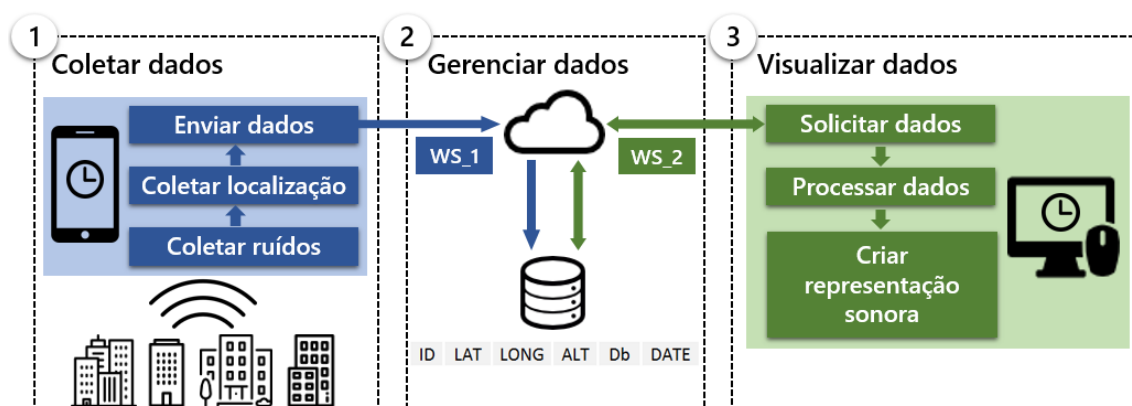 1
Coletar dados
Enviar dados
Coletar localização
Coletar ruídos
2
Gerenciar dados
WS_1
WS_2
ID LAT LONG ALT Db DATE
3
Visualizar dados
Solicitar dados
Processar dados
Criar
representação
sonora